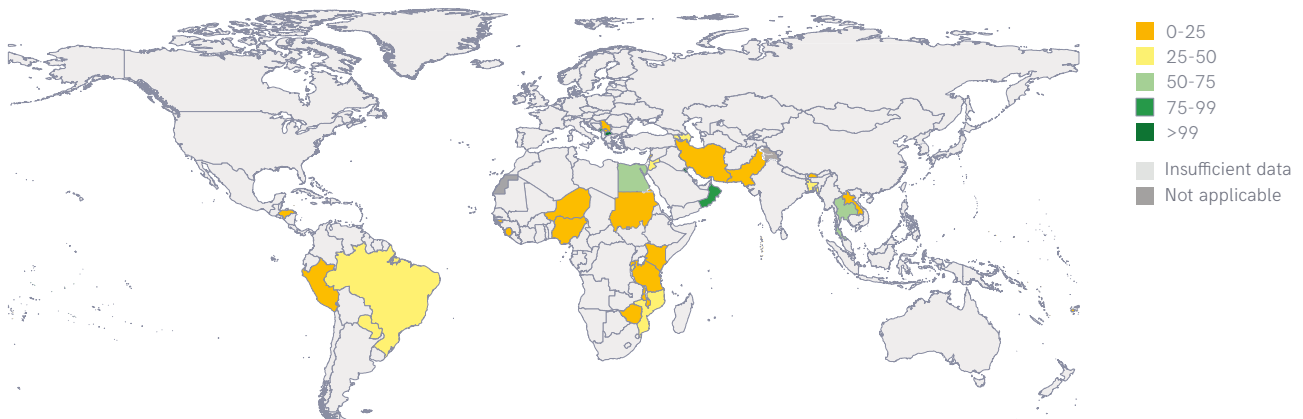 0-25
25-50
50-75
75-99
>99
Insufficient data
Not applicable